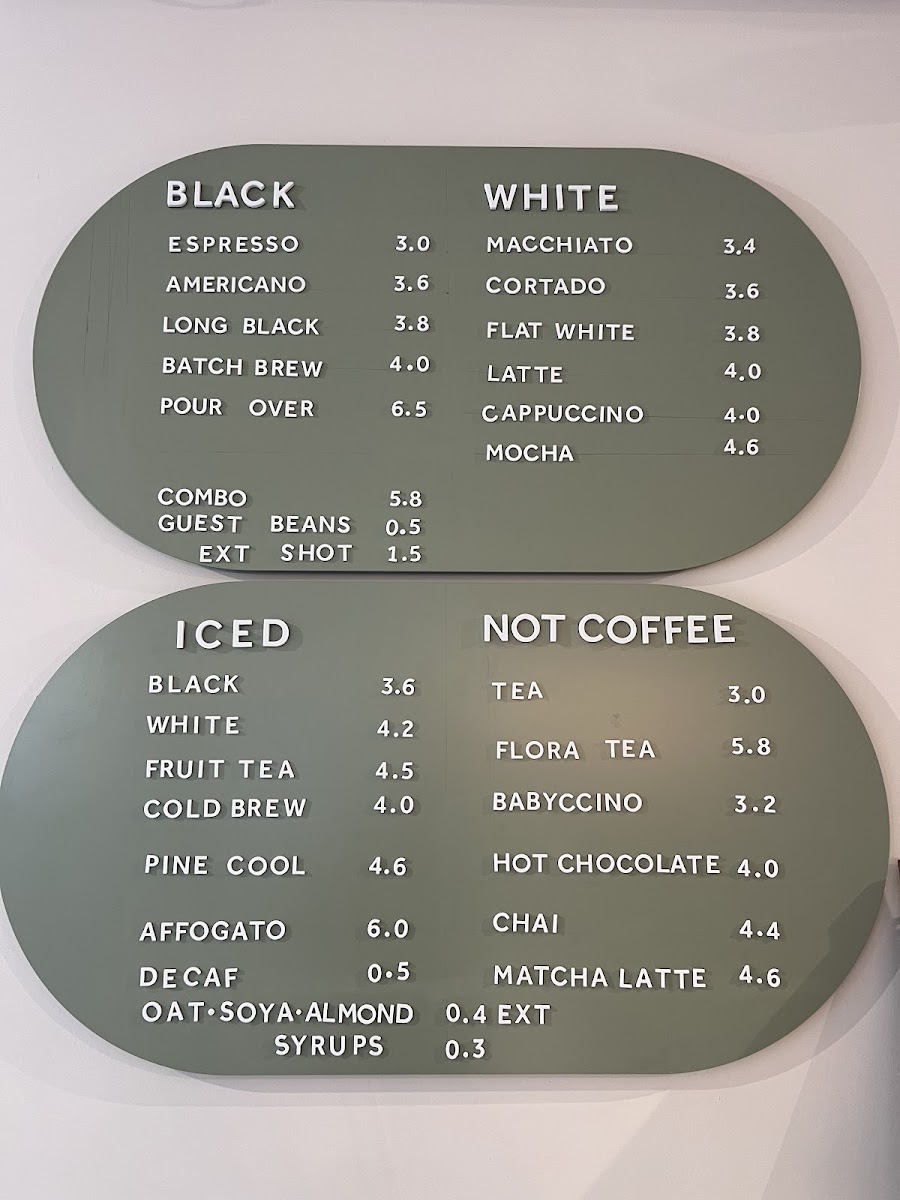 BLACK
ESPRESSO 3.0
AMERICANO 3.6
LONG BLACK 3.8
BATCH BREW 4.0
POUR OVER 6.5
COMBO 5.8
GUEST BEANS 0.5
EXT SHOT 1.5
WHITE
MACCHIATO 3.4
CORTADO 3.6
FLAT WHITE 3.8
LATTE 4.0
CAPPUCCINO 4.0
MOCHA 4.6
ICED
BLACK 3.6
WHITE 4.2
FRUIT TEA 4.5
COLD BREW 4.0
PINE COOL 4.6
AFFOGATO 6.0
DECAF 0.5
OAT•SOYA•ALMOND 0.4 EXT
SYRUPS 0.3
NOT COFFEE
TEA 3.0
FLORA TEA 5.8
BABYCCINO 3.2
HOT CHOCOLATE 4.0
CHAI 4.4
MATCHA LATTE 4.6